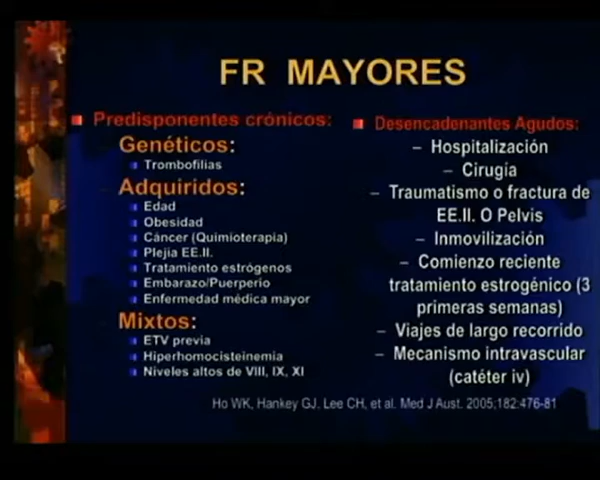 FR MAYORES
Predisponentes crónicos:
Genéticos:
Trombofilias
Adquiridos:
Edad
Obesidad
Cáncer (Quimioterapia)
Plejia EE.II.
Tratamiento estrógenos
Embarazo/Puerperio
Enfermedad médica mayor
Mixtos:
ETV previa
Hiperhomocisteinemia
Niveles altos de VIII, IX, XI
Desencadenantes Agudos:
– Hospitalización
– Cirugía
– Traumatismo o fractura de
EE.II. O Pelvis
– Inmovilización
– Comienzo reciente
tratamiento estrogénico (3
primeras semanas)
– Viajes de largo recorrido
– Mecanismo intravascular
(catéter iv)
Ho WK, Hankey GJ. Lee CH, et al. Med J Aust. 2005;182:476-81